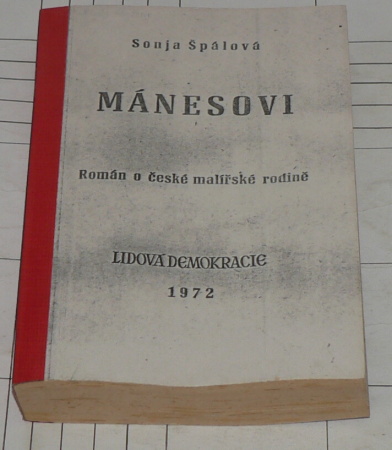 Sonja Špálová
MÁNESOVI
Román o české malířské rodině
LIDOVÁ DEMOKRACIE
1972